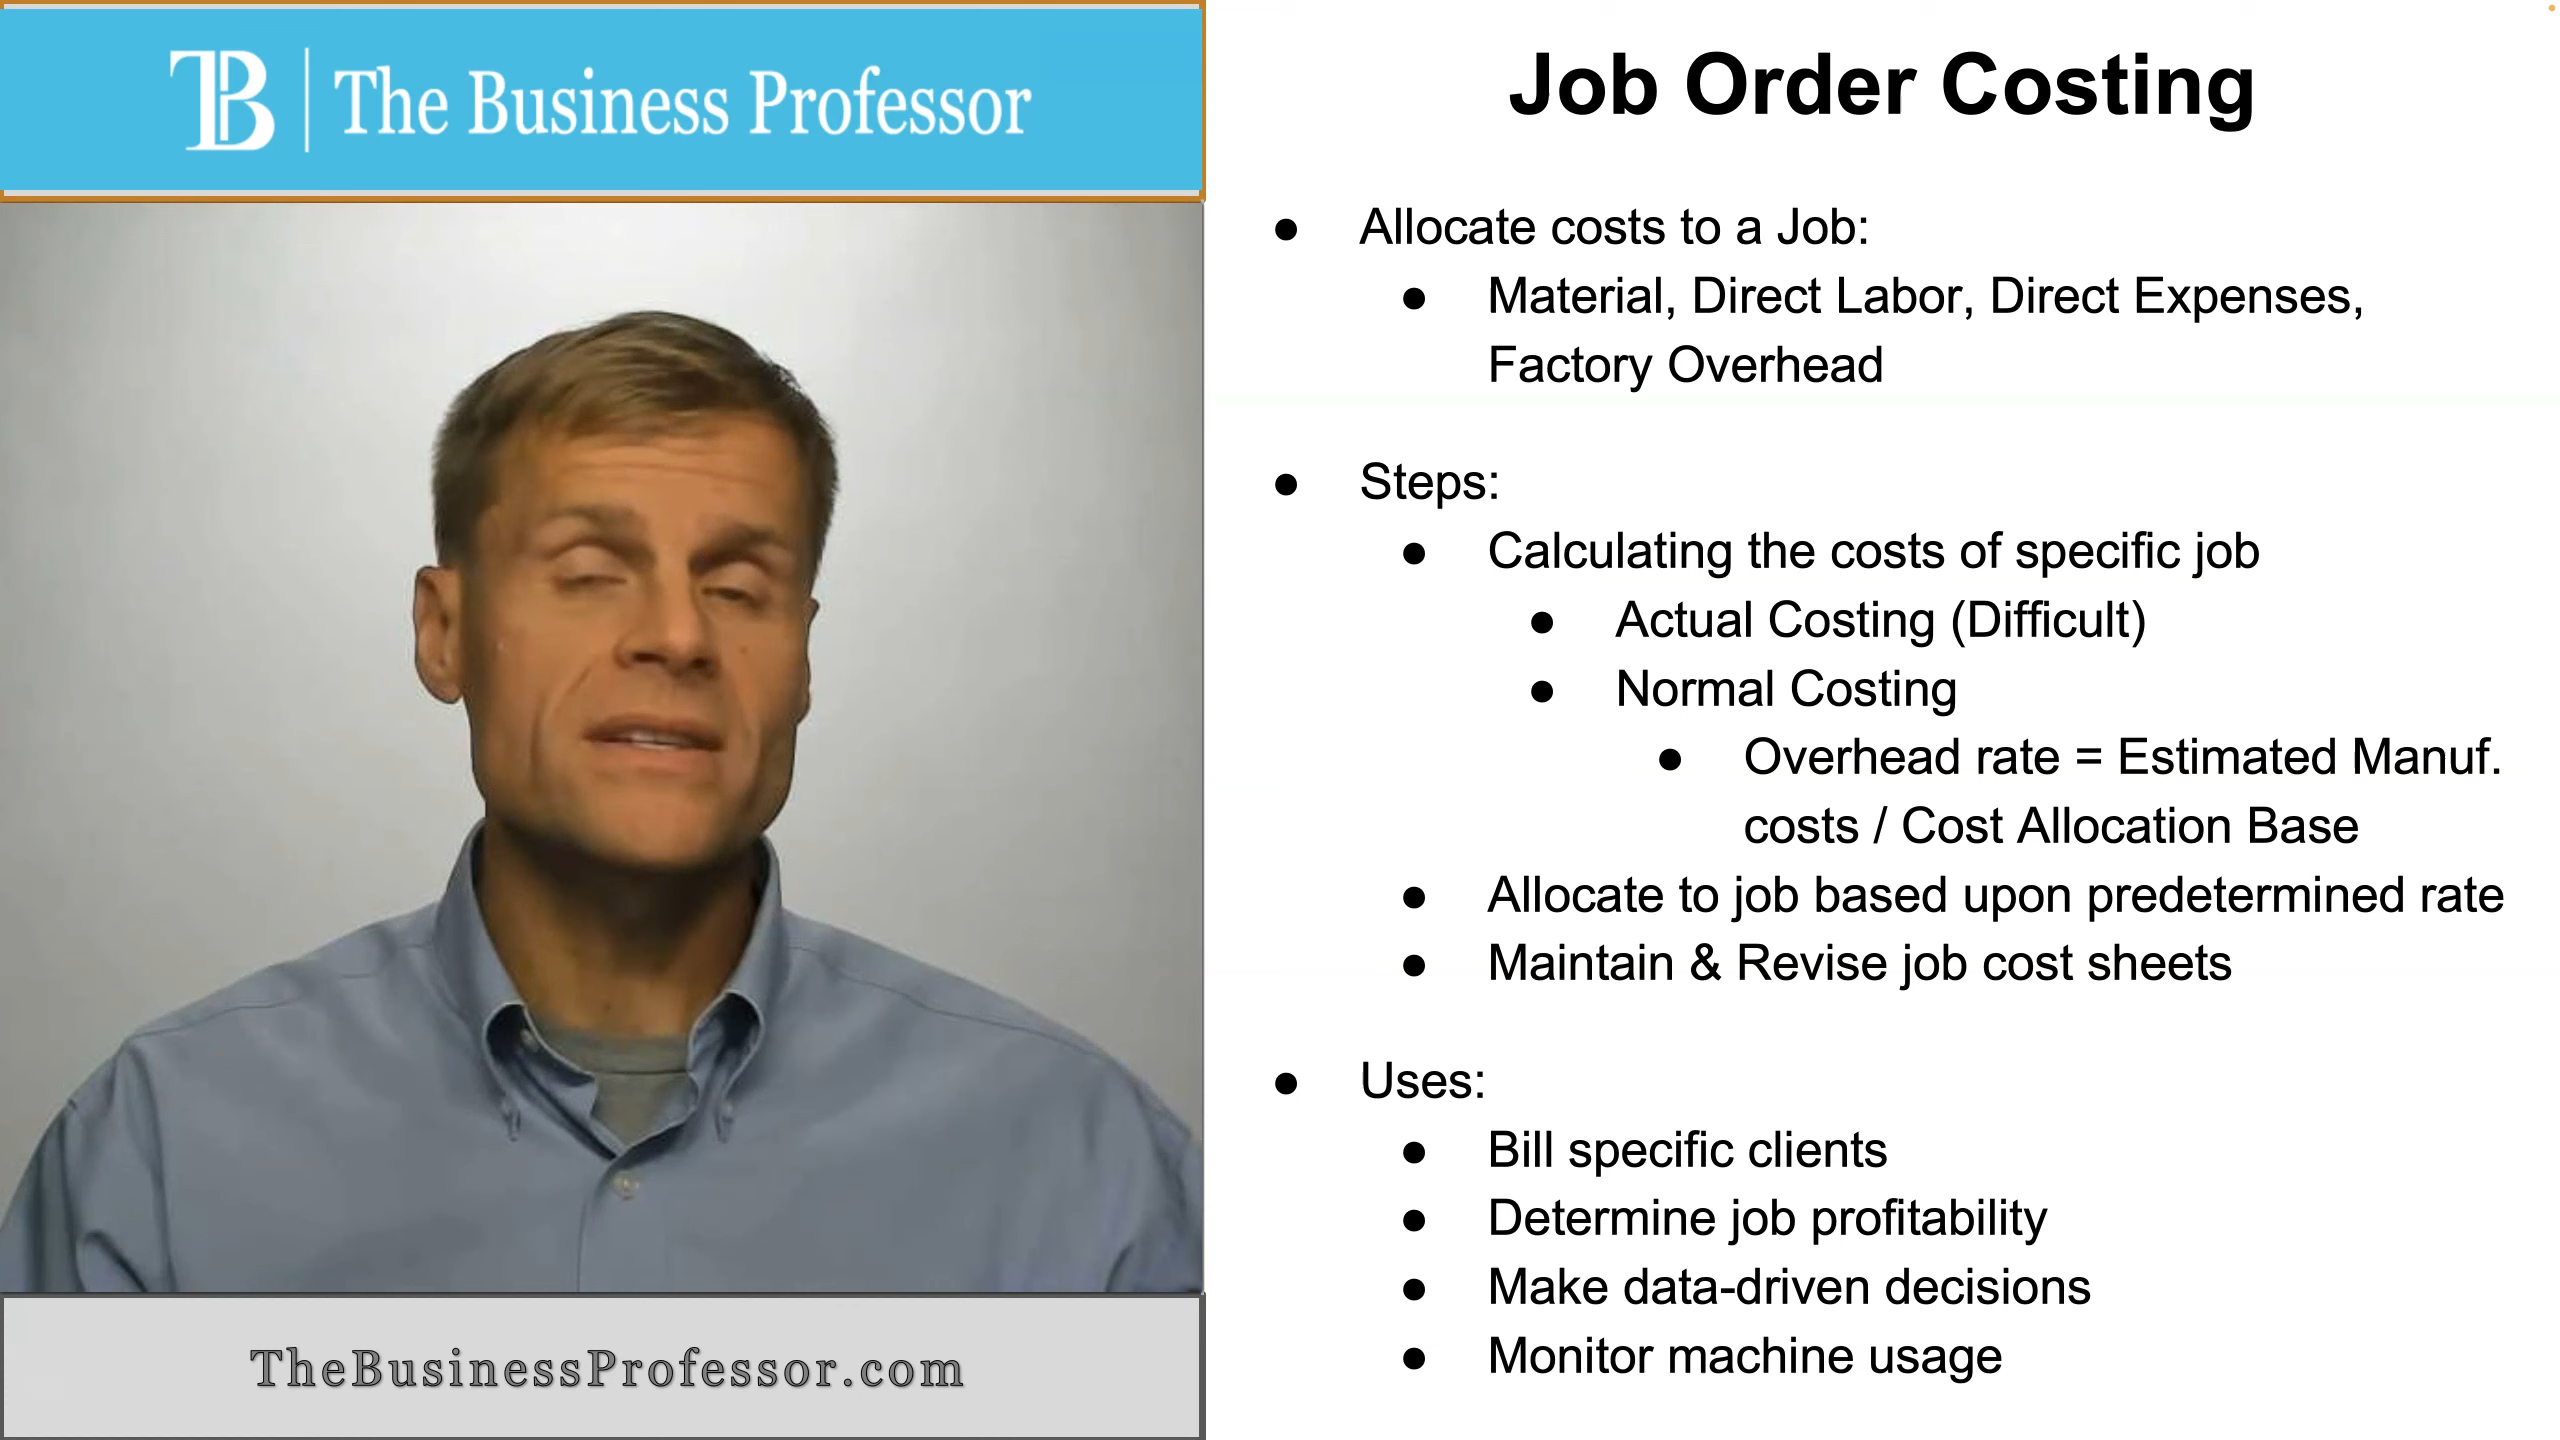 TB The Business Professor
TheBusinessProfessor.com
Job Order Costing
● Allocate costs to a Job:
● Material, Direct Labor, Direct Expenses,
Factory Overhead
● Steps:
● Calculating the costs of specific job
● Actual Costing (Difficult)
● Normal Costing
● Overhead rate = Estimated Manuf.
costs / Cost Allocation Base
● Allocate to job based upon predetermined rate
● Maintain & Revise job cost sheets
● Uses:
● Bill specific clients
● Determine job profitability
● Make data-driven decisions
● Monitor machine usage